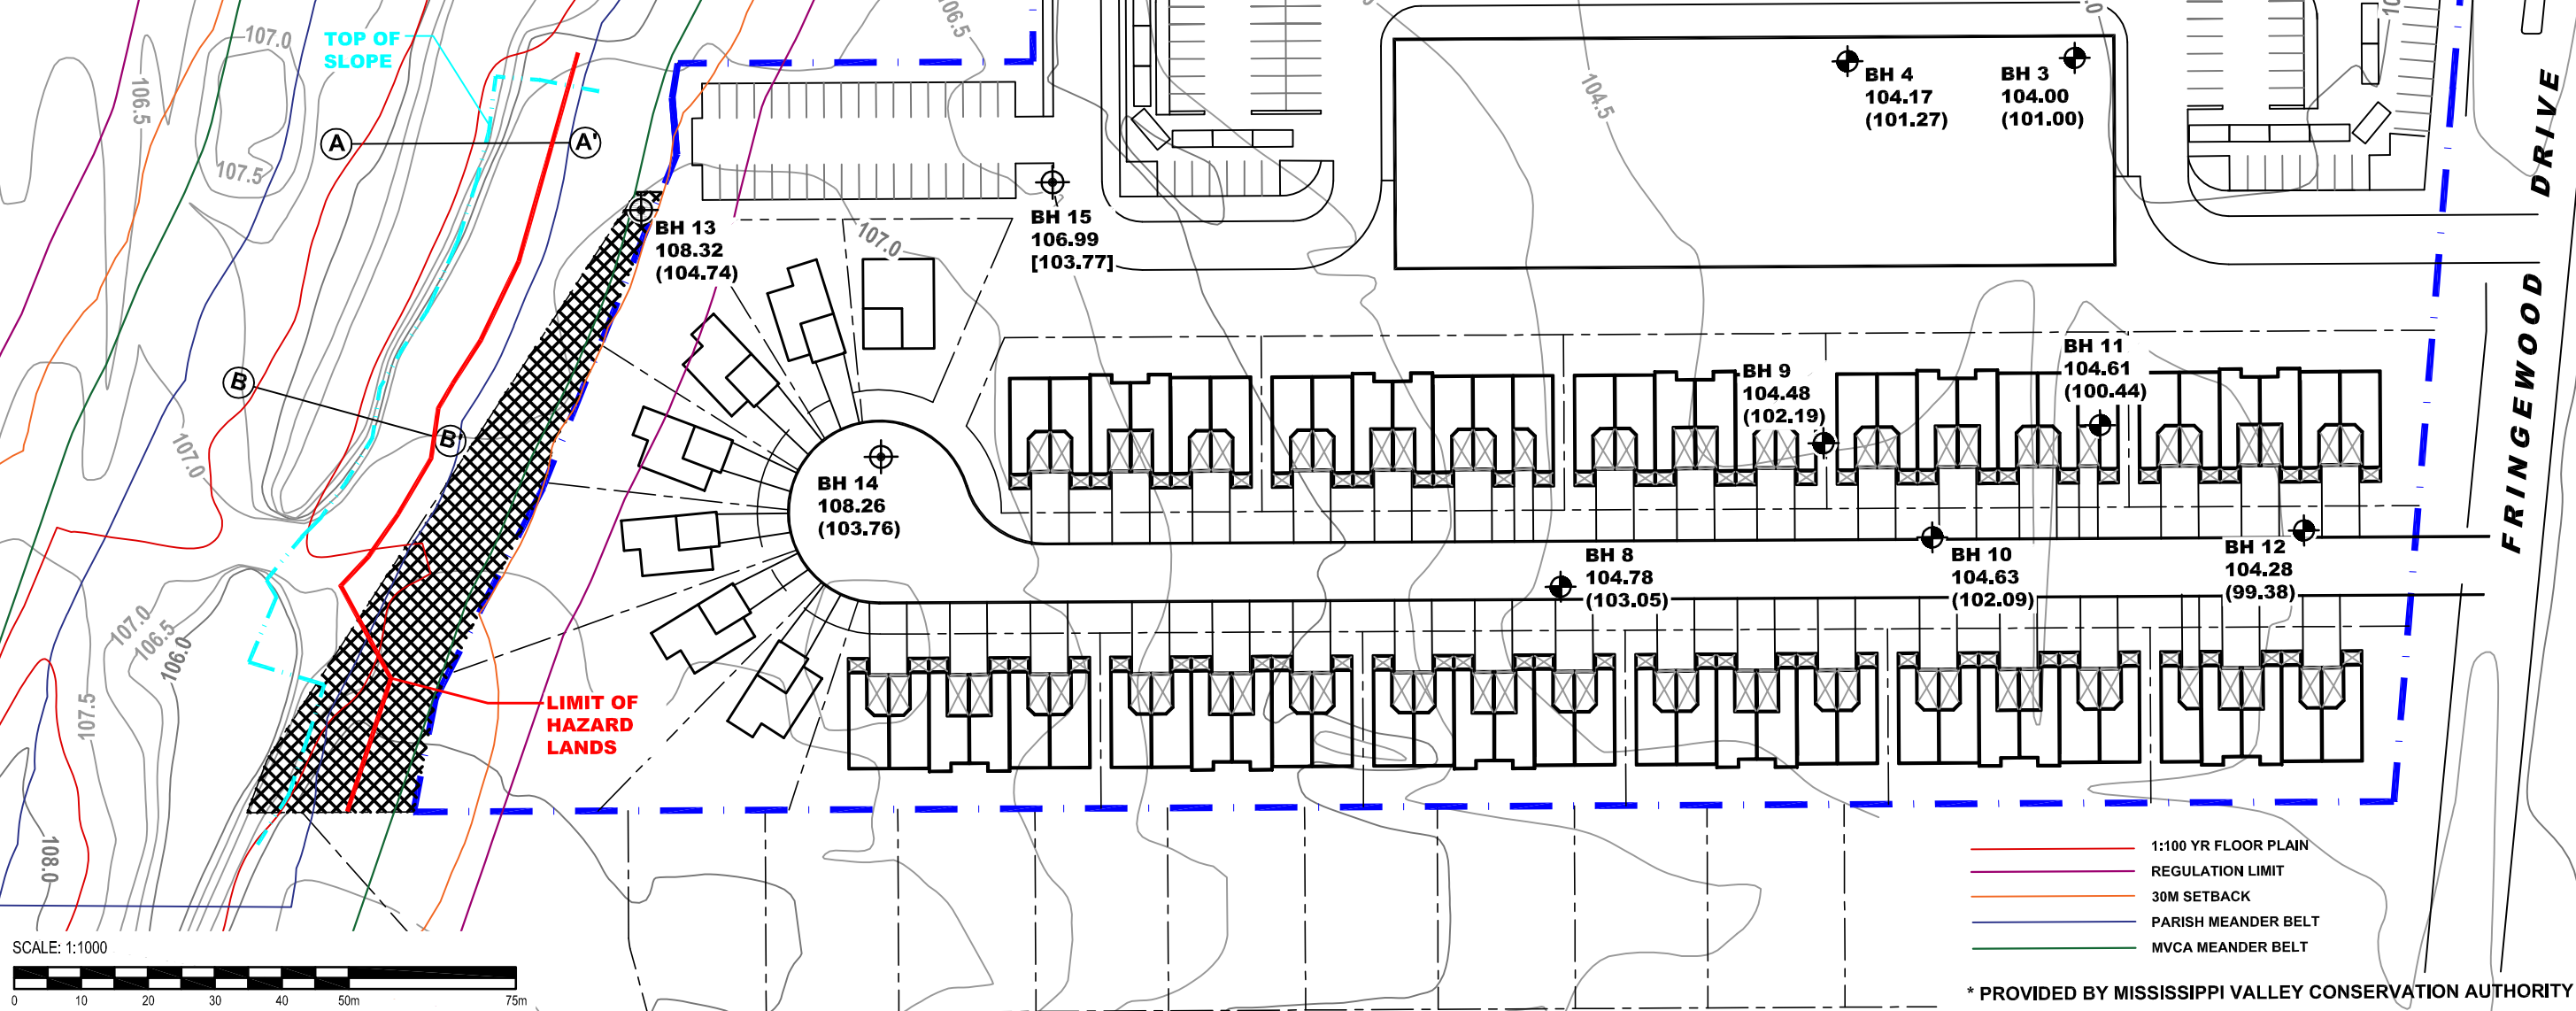 TOP OF
SLOPE
107.0
106.5
107.5
106.5
104.5
BH 4
104.17
(101.27)
BH 3
104.00
(101.00)
A
A'
BH 13
108.32
(104.74)
BH 15
106.99
[103.77]
107.0
FRINGEWOOD DRIVE
B
B'
107.0
BH 9
104.48
(102.19)
BH 11
104.61
(100.44)
BH 14
108.26
(103.76)
BH 8
104.78
(103.05)
BH 10
104.63
(102.09)
BH 12
104.28
(99.38)
107.0
106.5
106.0
107.5
108.0
LIMIT OF
HAZARD
LANDS
1:100 YR FLOOR PLAIN
REGULATION LIMIT
30M SETBACK
PARISH MEANDER BELT
MVCA MEANDER BELT
SCALE: 1:1000
0 10 20 30 40 50m 75m
* PROVIDED BY MISSISSIPPI VALLEY CONSERVATION AUTHORITY